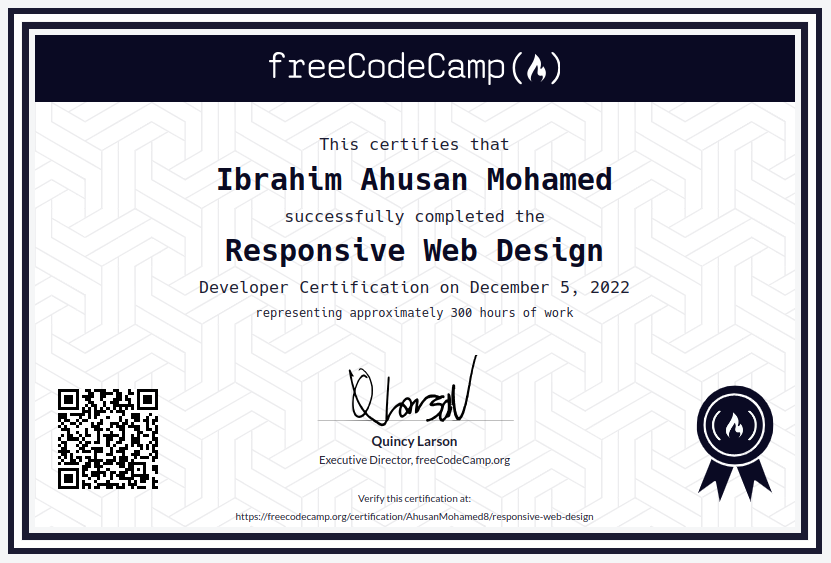 freeCodeCamp(🔥)
This certifies that
Ibrahim Ahusan Mohamed
successfully completed the
Responsive Web Design
Developer Certification on December 5, 2022
representing approximately 300 hours of work
Q Larson
Quincy Larson
Executive Director, freeCodeCamp.org
Verify this certification at:
https://freecodecamp.org/certification/AhusanMohamed8/responsive-web-design